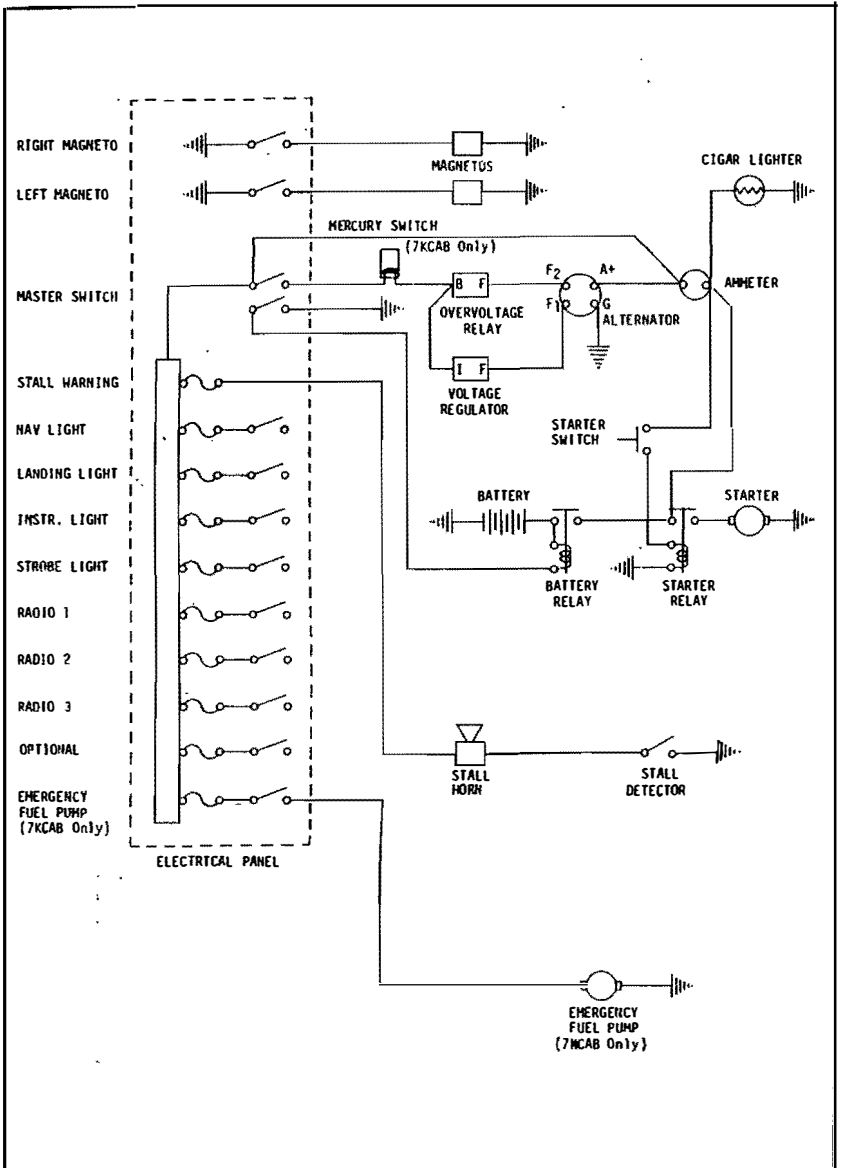 RIGHT MAGNETO
MAGNETOS
CIGAR LIGHTER
LEFT MAGNETO
MERCURY SWITCH
(7KCAB Only)
MASTER SWITCH
B F
F2
A+
AMMETER
OVERVOLTAGE
RELAY
F1
G
ALTERNATOR
STALL WARNING
I F
VOLTAGE
REGULATOR
STARTER
SWITCH
NAV LIGHT
LANDING LIGHT
BATTERY
STARTER
INSTR. LIGHT
STROBE LIGHT
BATTERY
RELAY
STARTER
RELAY
RADIO 1
RADIO 2
RADIO 3
OPTIONAL
STALL
HORN
STALL
DETECTOR
EMERGENCY
FUEL PUMP
(7KCAB Only)
ELECTRICAL PANEL
EMERGENCY
FUEL PUMP
(7KCAB Only)